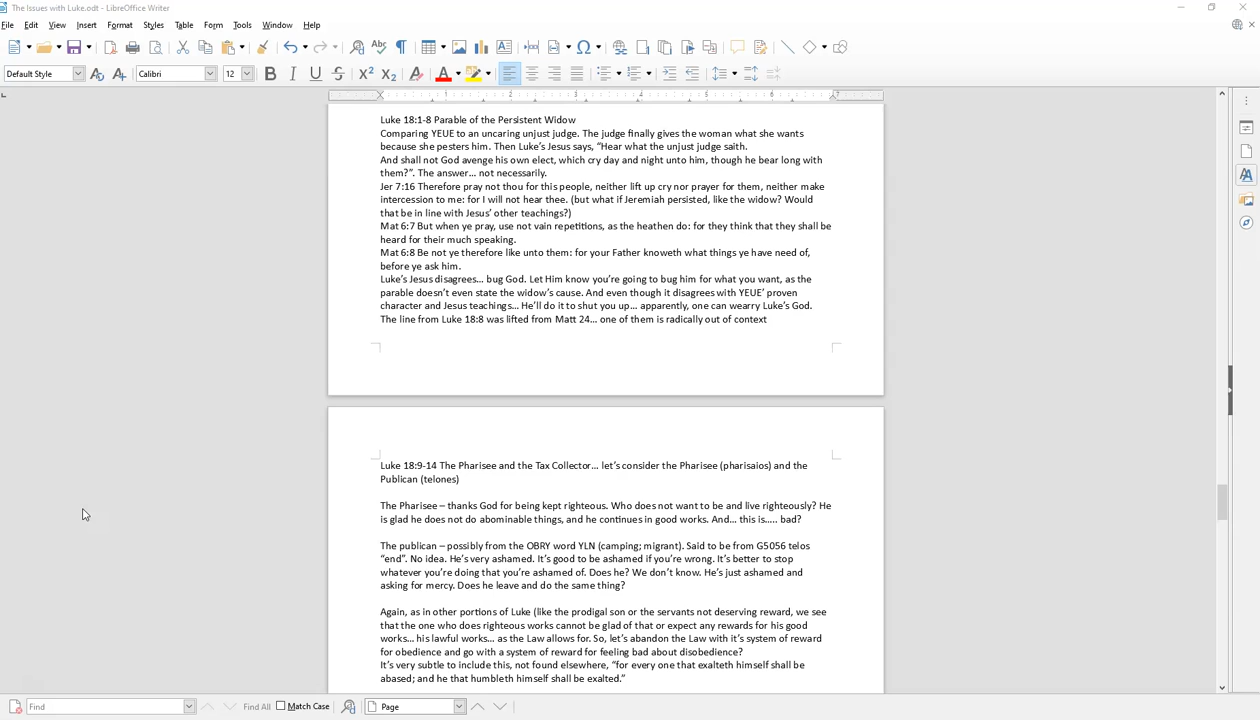 The Issues with Luke.odt - LibreOffice Writer
File Edit View Insert Format Styles Table Form Tools Window Help
Default Style Calibri 12
1 2 3 4 5 6 7
Luke 18:1-8 Parable of the Persistent Widow
Comparing YEUE to an uncaring unjust judge. The judge finally gives the woman what she wants
because she pesters him. Then Luke's Jesus says, "Hear what the unjust judge saith.
And shall not God avenge his own elect, which cry day and night unto him, though he bear long with
them?". The answer... not necessarily.
Jer 7:16 Therefore pray not thou for this people, neither lift up cry nor prayer for them, neither make
intercession to me: for I will not hear thee. (but what if Jeremiah persisted, like the widow? Would
that be in line with Jesus' other teachings?)
Mat 6:7 But when ye pray, use not vain repetitions, as the heathen do: for they think that they shall be
heard for their much speaking.
Mat 6:8 Be not ye therefore like unto them: for your Father knoweth what things ye have need of,
before ye ask him.
Luke's Jesus disagrees... bug God. Let Him know you're going to bug him for what you want, as the
parable doesn't even state the widow's cause. And even though it disagrees with YEUE' proven
character and Jesus teachings... He'll do it to shut you up... apparently, one can wearry Luke's God.
The line from Luke 18:8 was lifted from Matt 24... one of them is radically out of context
Luke 18:9-14 The Pharisee and the Tax Collector... let's consider the Pharisee (pharisaios) and the
Publican (telones)
The Pharisee – thanks God for being kept righteous. Who does not want to be and live righteously? He
is glad he does not do abominable things, and he continues in good works. And... this is..... bad?
The publican – possibly from the OBRY word YLN (camping; migrant). Said to be from G5056 telos
"end". No idea. He's very ashamed. It's good to be ashamed if you're wrong. It's better to stop
whatever you're doing that you're ashamed of. Does he? We don't know. He's just ashamed and
asking for mercy. Does he leave and do the same thing?
Again, as in other portions of Luke (like the prodigal son or the servants not deserving reward, we see
that the one who does righteous works cannot be glad of that or expect any rewards for his good
works... his lawful works... as the Law allows for. So, let's abandon the Law with it's system of reward
for obedience and go with a system of reward for feeling bad about disobedience?
It's very subtle to include this, not found elsewhere, "for every one that exalteth himself shall be
abased; and he that humbleth himself shall be exalted."
Find Find All Match Case Page